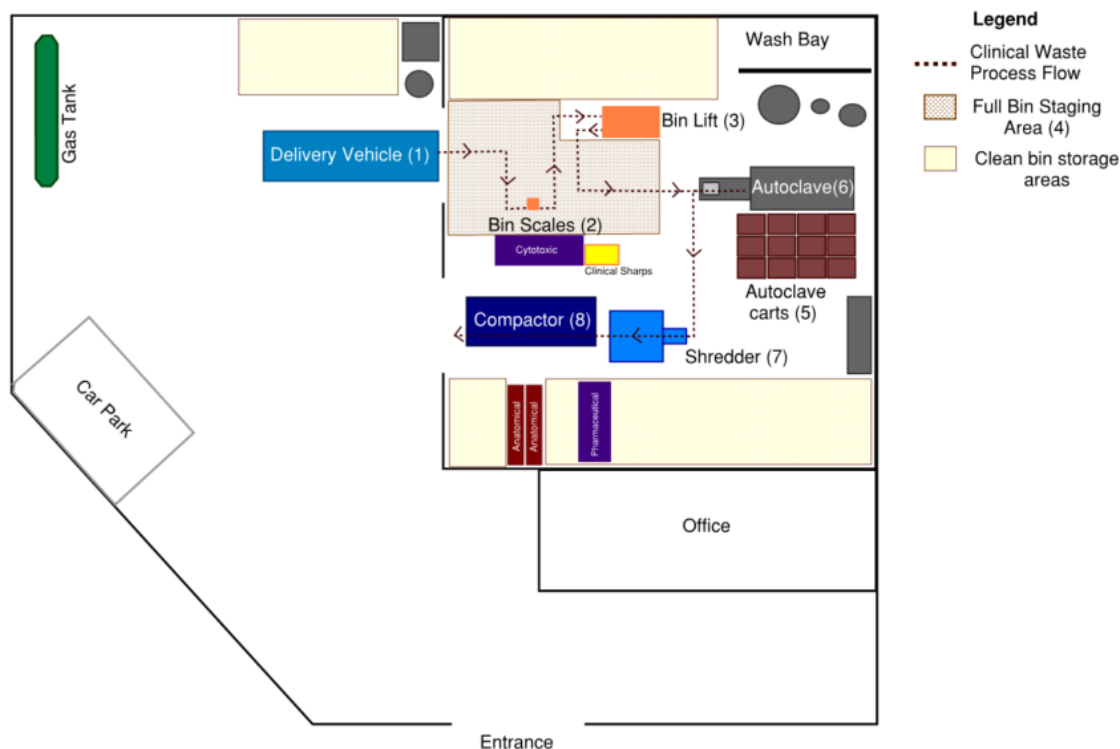 Legend
Clinical Waste
Process Flow
Full Bin Staging
Area (4)
Clean bin storage
areas
Gas Tank
Wash Bay
Delivery Vehicle (1)
Bin Lift (3)
Bin Scales (2)
Autoclave(6)
Cytotoxic
Clinical Sharps
Autoclave
carts (5)
Compactor (8)
Shredder (7)
Car Park
Anatomical
Anatomical
Pharmaceutical
Office
Entrance